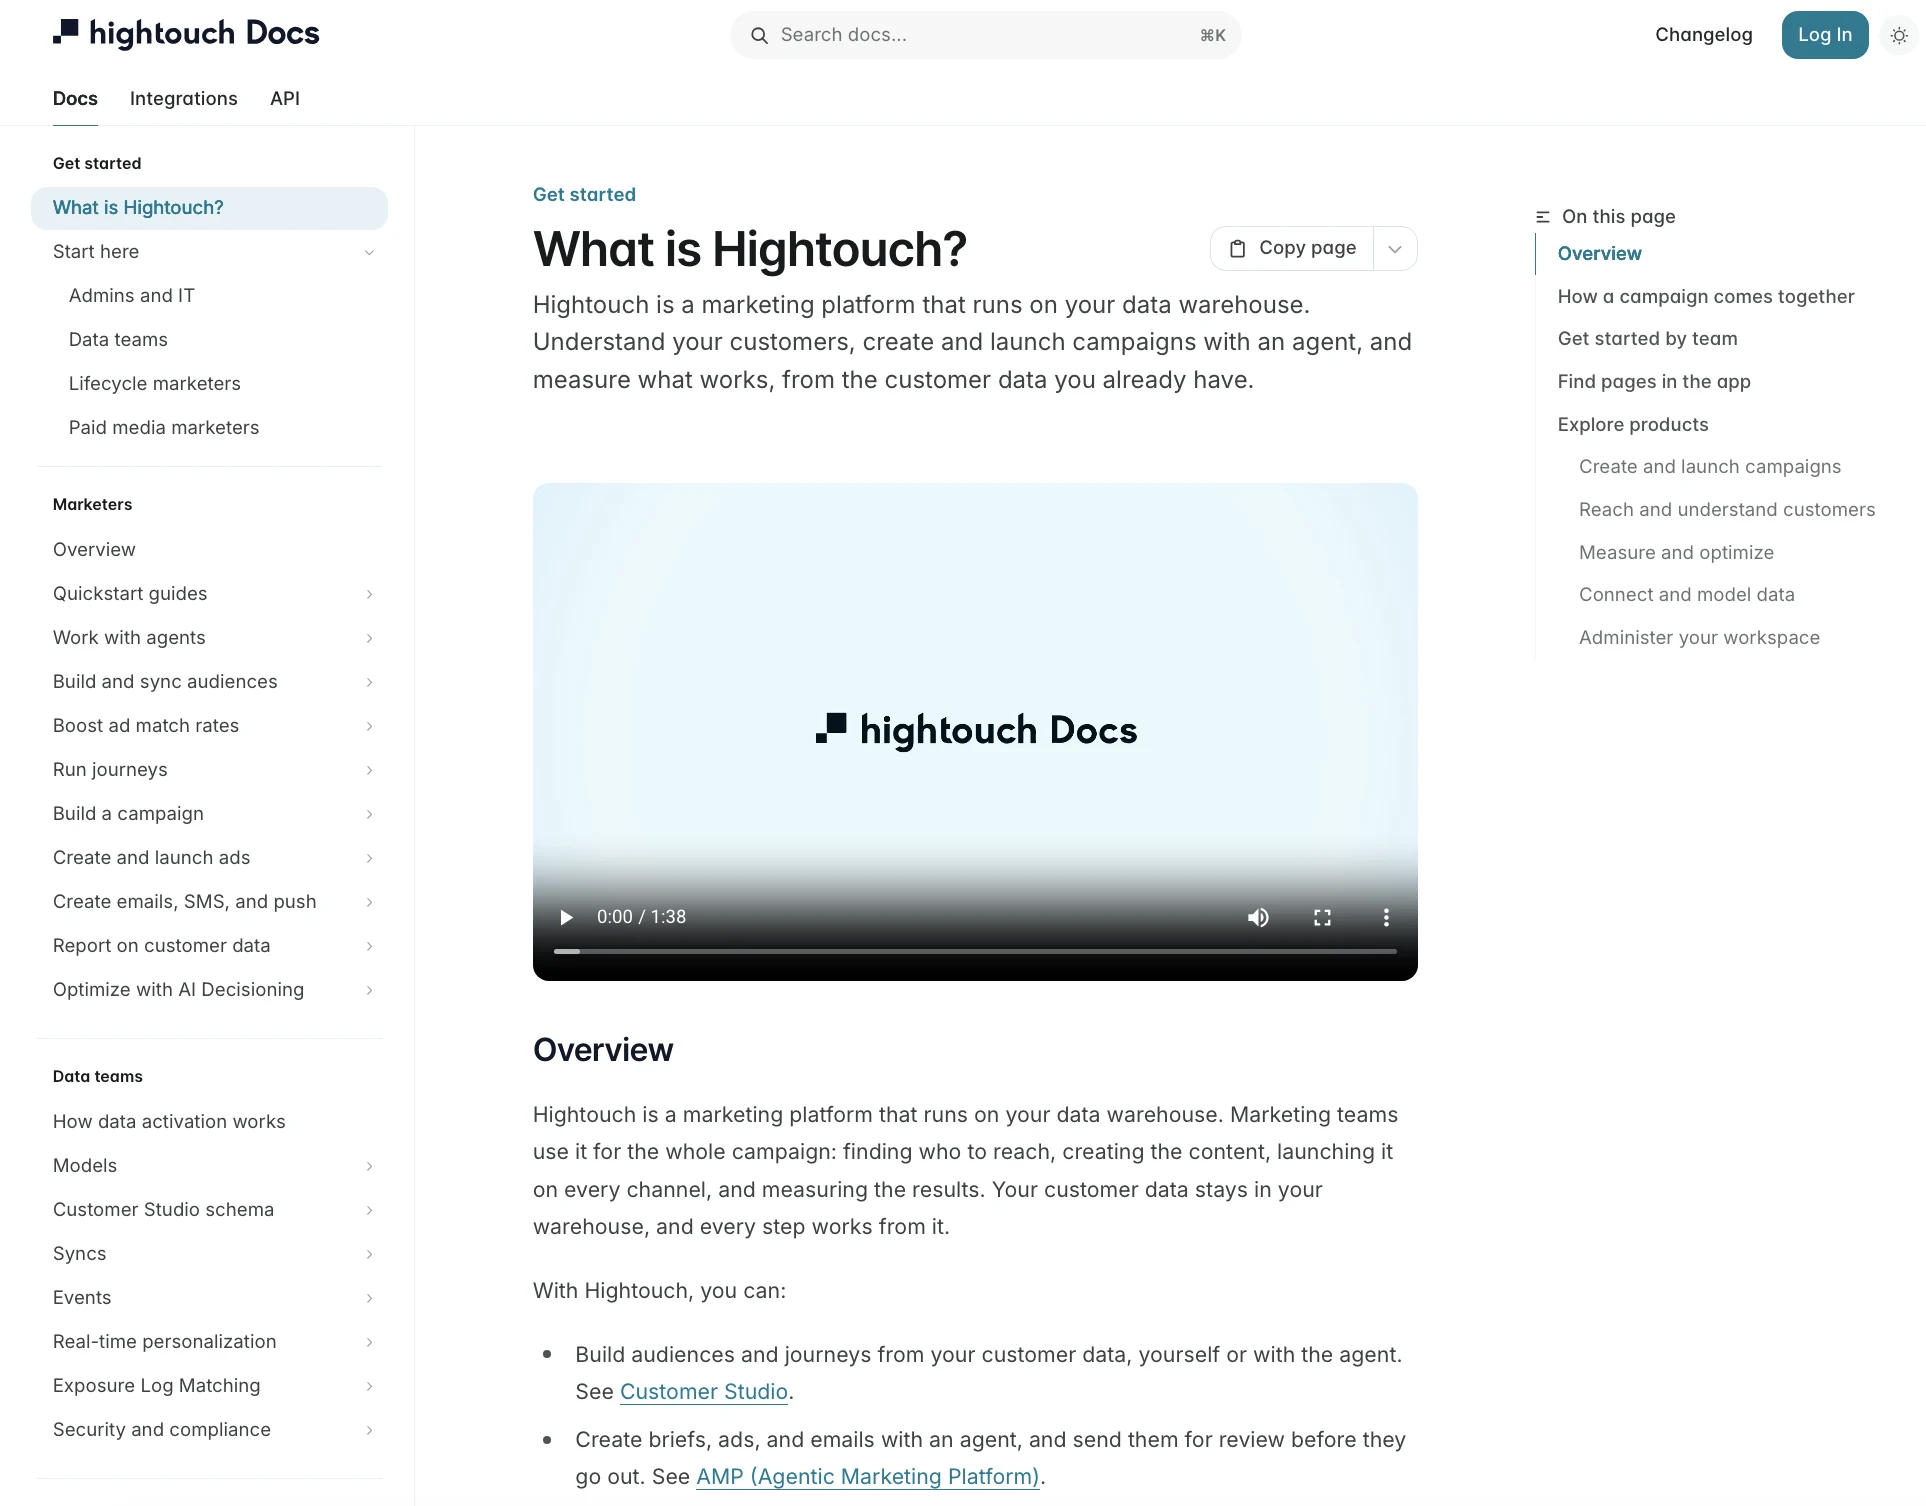 hightouch Docs
Search docs...
⌘K
Changelog
Log In
Docs
Integrations
API
Get started
What is Hightouch?
Start here
Admins and IT
Data teams
Lifecycle marketers
Paid media marketers
Marketers
Overview
Quickstart guides
Work with agents
Build and sync audiences
Boost ad match rates
Run journeys
Build a campaign
Create and launch ads
Create emails, SMS, and push
Report on customer data
Optimize with AI Decisioning
Data teams
How data activation works
Models
Customer Studio schema
Syncs
Events
Real-time personalization
Exposure Log Matching
Security and compliance
Get started
What is Hightouch?
Copy page
Hightouch is a marketing platform that runs on your data warehouse.
Understand your customers, create and launch campaigns with an agent, and
measure what works, from the customer data you already have.
hightouch Docs
0:00 / 1:38
Overview
Hightouch is a marketing platform that runs on your data warehouse. Marketing teams
use it for the whole campaign: finding who to reach, creating the content, launching it
on every channel, and measuring the results. Your customer data stays in your
warehouse, and every step works from it.
With Hightouch, you can:
• Build audiences and journeys from your customer data, yourself or with the agent.
See Customer Studio.
• Create briefs, ads, and emails with an agent, and send them for review before they
go out. See AMP (Agentic Marketing Platform).
On this page
Overview
How a campaign comes together
Get started by team
Find pages in the app
Explore products
Create and launch campaigns
Reach and understand customers
Measure and optimize
Connect and model data
Administer your workspace